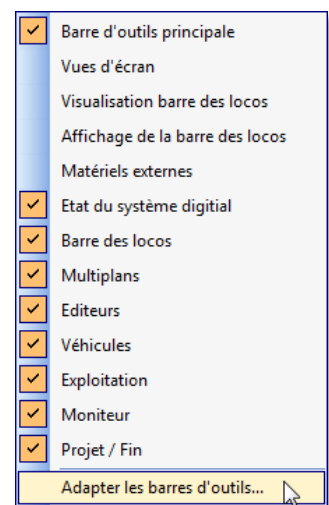 Barre d'outils principale
Vues d'écran
Visualisation barre des locos
Affichage de la barre des locos
Matériels externes
Etat du système digitial
Barre des locos
Multiplans
Editeurs
Véhicules
Exploitation
Moniteur
Projet / Fin
Adapter les barres d'outils...